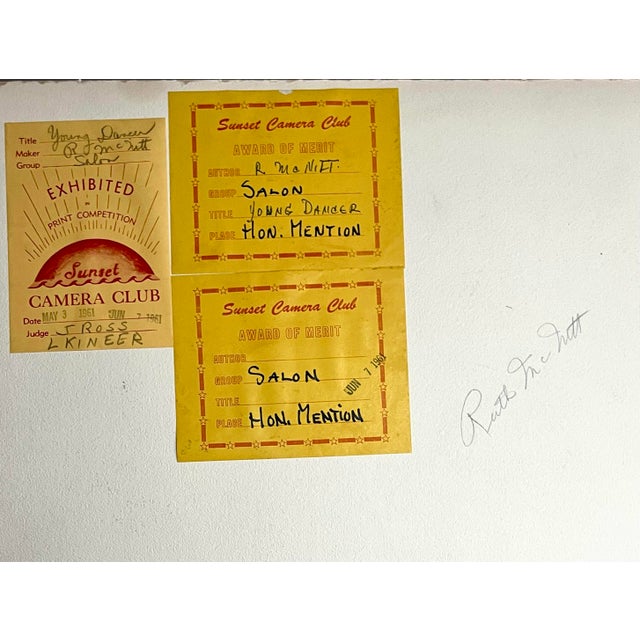 Title Young Dancer
Maker R. McNitt
Group Salon
EXHIBITED
IN
PRINT COMPETITION
Sunset
CAMERA CLUB
Date MAY 3 1961 JUN 7 1961
Judge J ROSS
L KINEER
Sunset Camera Club
AWARD OF MERIT
AUTHOR R McNITT.
GROUP SALON
TITLE YOUNG DANCER
PLACE HON. MENTION
Sunset Camera Club
AWARD OF MERIT
AUTHOR
GROUP SALON
TITLE JUN 7 1961
PLACE HON. MENTION
Ruth McNitt